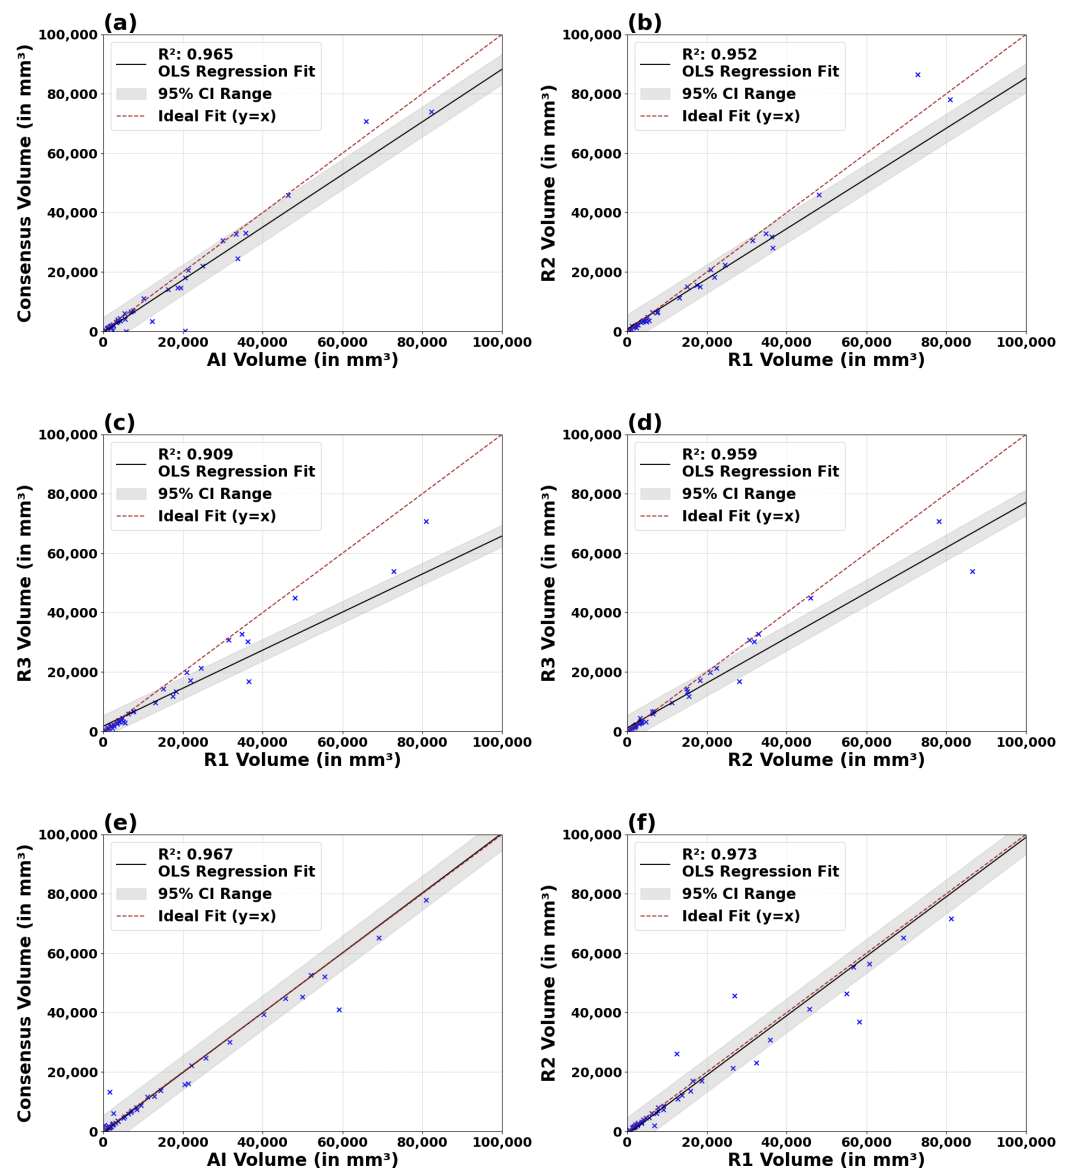 (a)
100,000
80,000
60,000
40,000
20,000
0
Consensus Volume (in mm³)
R²: 0.965
OLS Regression Fit
95% CI Range
Ideal Fit (y=x)
0 20,000 40,000 60,000 80,000 100,000
AI Volume (in mm³)
(b)
100,000
80,000
60,000
40,000
20,000
0
R2 Volume (in mm³)
R²: 0.952
OLS Regression Fit
95% CI Range
Ideal Fit (y=x)
0 20,000 40,000 60,000 80,000 100,000
R1 Volume (in mm³)
(c)
100,000
80,000
60,000
40,000
20,000
0
R3 Volume (in mm³)
R²: 0.909
OLS Regression Fit
95% CI Range
Ideal Fit (y=x)
0 20,000 40,000 60,000 80,000 100,000
R1 Volume (in mm³)
(d)
100,000
80,000
60,000
40,000
20,000
0
R3 Volume (in mm³)
R²: 0.959
OLS Regression Fit
95% CI Range
Ideal Fit (y=x)
0 20,000 40,000 60,000 80,000 100,000
R2 Volume (in mm³)
(e)
100,000
80,000
60,000
40,000
20,000
0
Consensus Volume (in mm³)
R²: 0.967
OLS Regression Fit
95% CI Range
Ideal Fit (y=x)
0 20,000 40,000 60,000 80,000 100,000
AI Volume (in mm³)
(f)
100,000
80,000
60,000
40,000
20,000
0
R2 Volume (in mm³)
R²: 0.973
OLS Regression Fit
95% CI Range
Ideal Fit (y=x)
0 20,000 40,000 60,000 80,000 100,000
R1 Volume (in mm³)